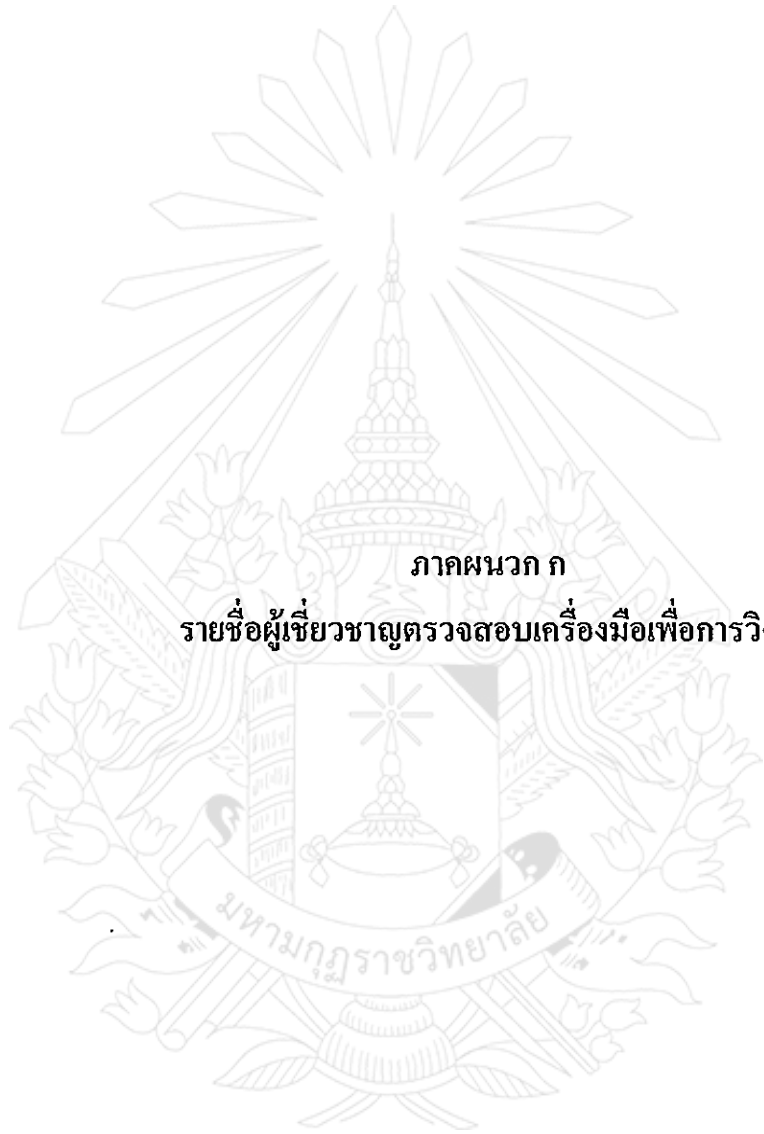 ภาคผนวก ก
รายชื่อผู้เชี่ยวชาญตรวจสอบเครื่องมือเพื่อการวิ
มหามกุฏราชวิทยาลัย